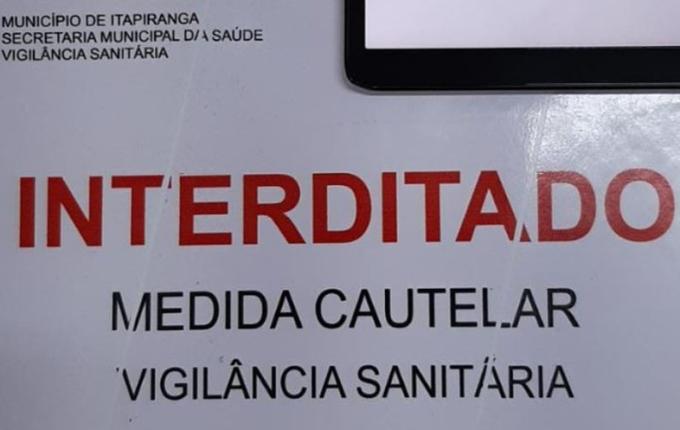 MUNICÍPIO DE ITAPIRANGA
SECRETARIA MUNICIPAL DA SAÚDE
VIGILÂNCIA SANITÁRIA
INTERDITADO
MEDIDA CAUTELAR
VIGILÂNCIA SANITÁRIA